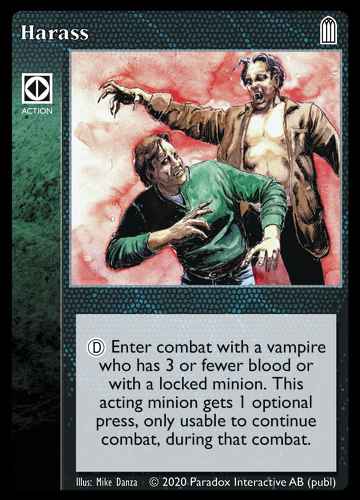 Harass
ACTION
Ⓓ Enter combat with a vampire
who has 3 or fewer blood or
with a locked minion. This
acting minion gets 1 optional
press, only usable to continue
combat, during that combat.
Illus: Mike Danza © 2020 Paradox Interactive AB (publ)